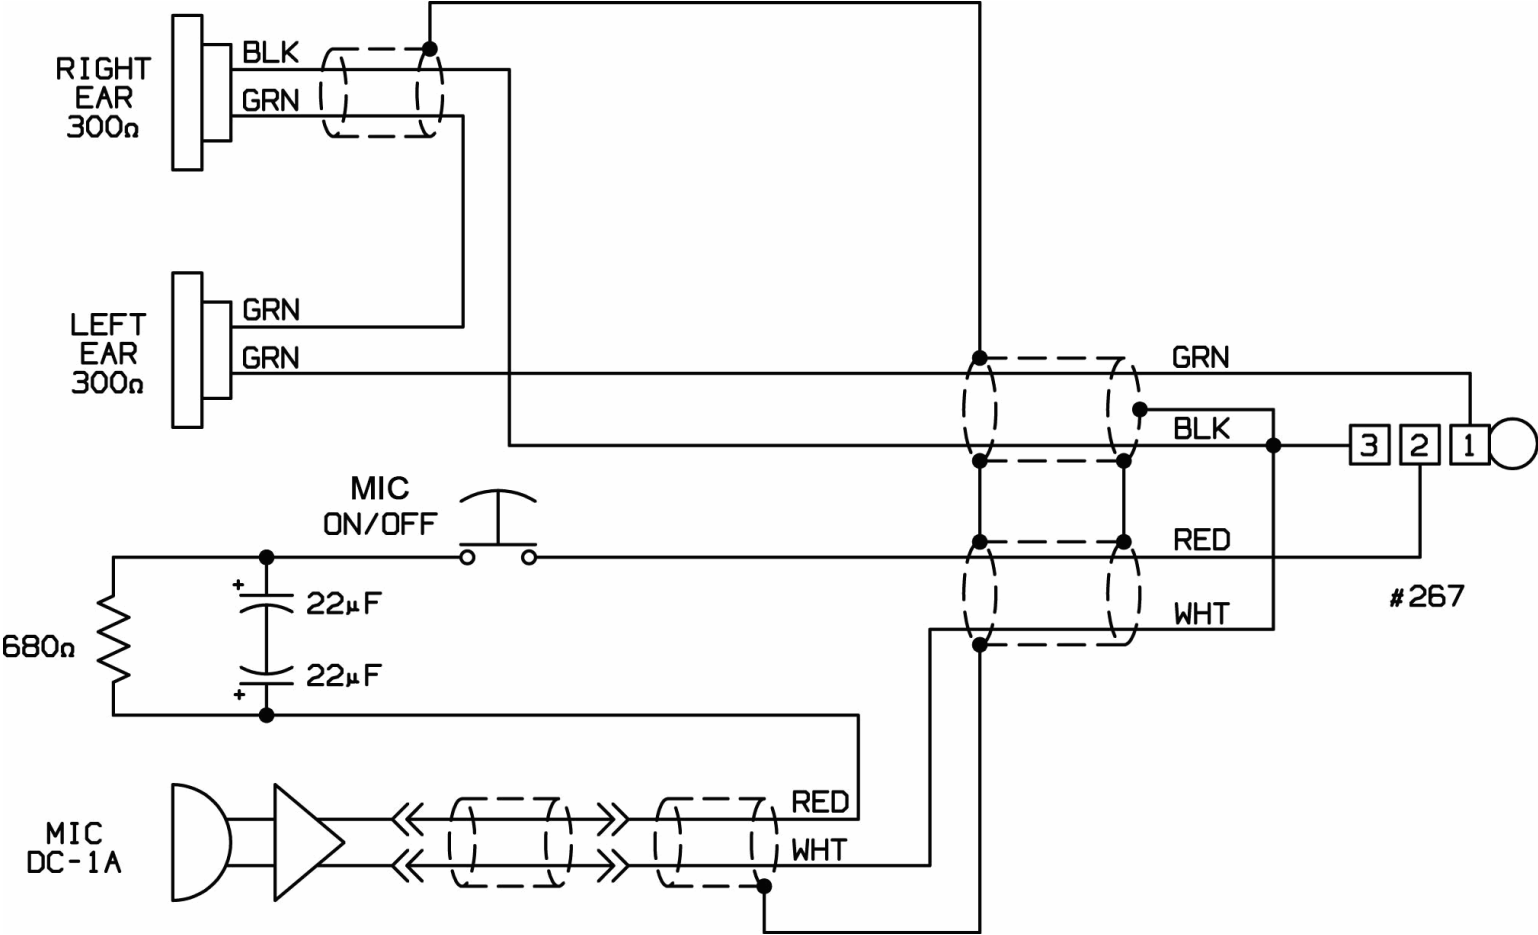 RIGHT
EAR
300Ω
BLK
GRN
LEFT
EAR
300Ω
GRN
GRN
GRN
BLK
3 2 1
MIC
ON/OFF
RED
#267
WHT
680Ω
+
22μF
22μF
+
MIC
DC-1A
RED
WHT